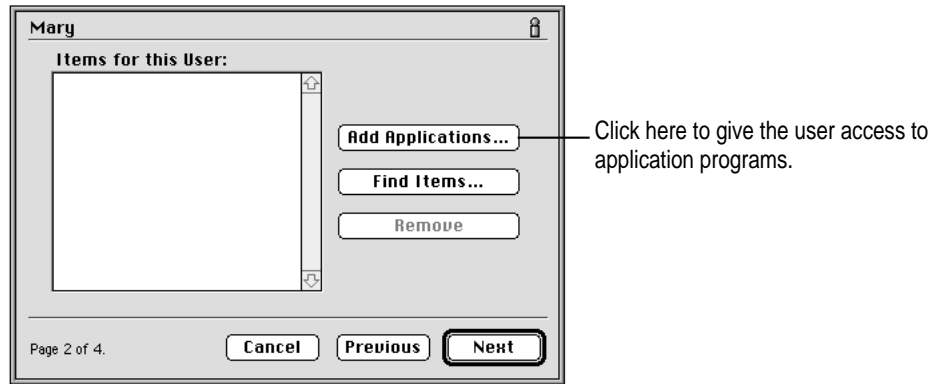 Mary
Items for this User:
Add Applications...
Click here to give the user access to
application programs.
Find Items...
Remove
Page 2 of 4.
Cancel
Previous
Next